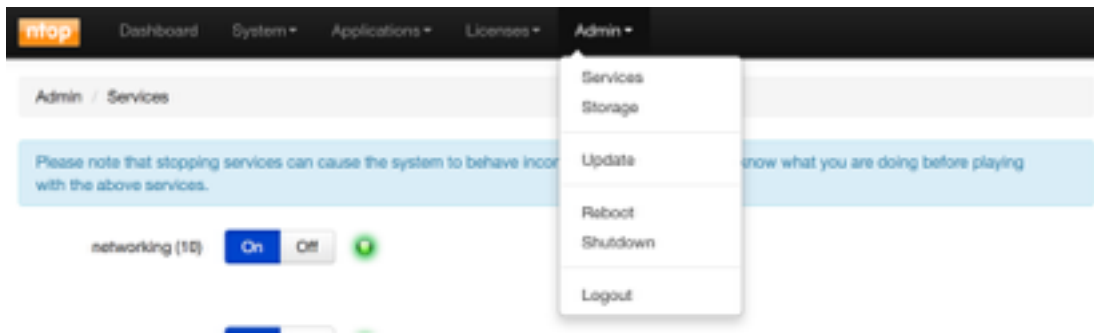 ntop Dashboard System Applications Licenses Admin
Admin / Services
Services
Storage
Update
Reboot
Shutdown
Logout
Please note that stopping services can cause the system to behave incor know what you are doing before playing
with the above services.
networking (10) On Off